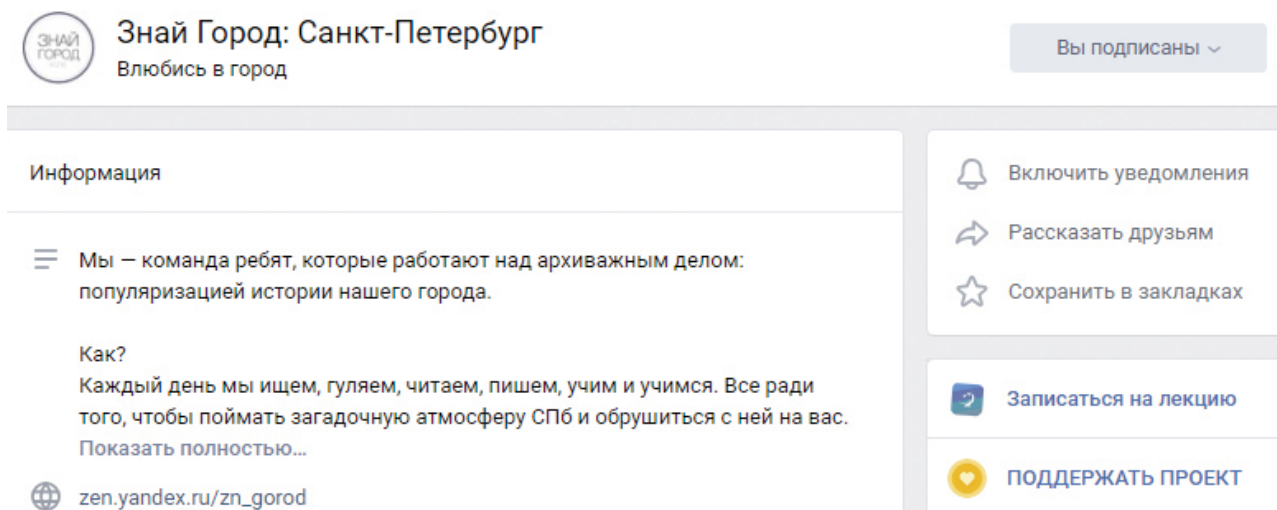 ЗНАЙ
ГОРОД
Знай Город: Санкт-Петербург
Влюбись в город
Вы подписаны
Информация
Мы — команда ребят, которые работают над архиважным делом:
популяризацией истории нашего города.
Как?
Каждый день мы ищем, гуляем, читаем, пишем, учим и учимся. Все ради
того, чтобы поймать загадочную атмосферу СПб и обрушиться с ней на вас.
Показать полностью…
zen.yandex.ru/zn_gorod
Включить уведомления
Рассказать друзьям
Сохранить в закладках
Записаться на лекцию
ПОДДЕРЖАТЬ ПРОЕКТ